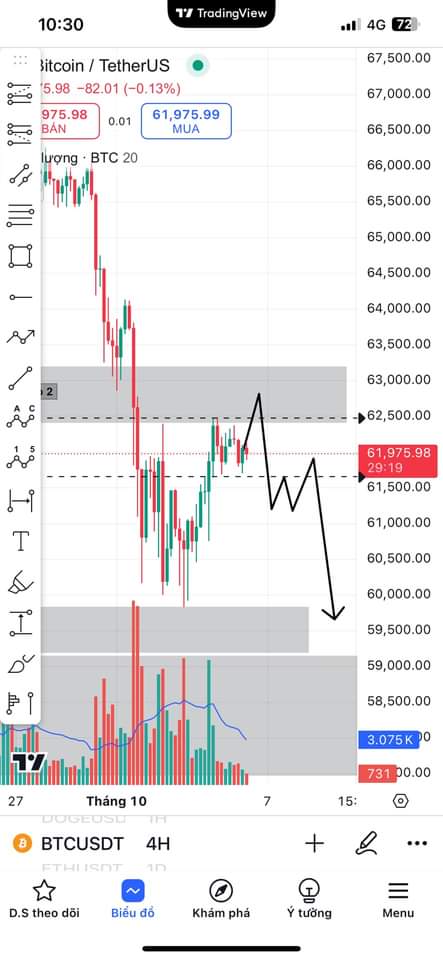 TradingView
10:30
4G 72
Bitcoin / TetherUS
75.98 −82.01 (−0.13%)
975.98
BÁN
0.01
61,975.99
MUA
lượng · BTC 20
67,500.00
67,000.00
66,500.00
66,000.00
65,500.00
65,000.00
64,500.00
64,000.00
63,500.00
63,000.00
2
62,500.00
61,975.98
29:19
61,500.00
61,000.00
60,500.00
60,000.00
59,500.00
59,000.00
58,500.00
3.075 K
731
00.00
A C
1 5
T
27
Tháng 10
7
15:
DOGEUSD 1H
BTCUSDT 4H
ETHUSDT 1D
D.S theo dõi
Biểu đồ
Khám phá
Ý tưởng
Menu